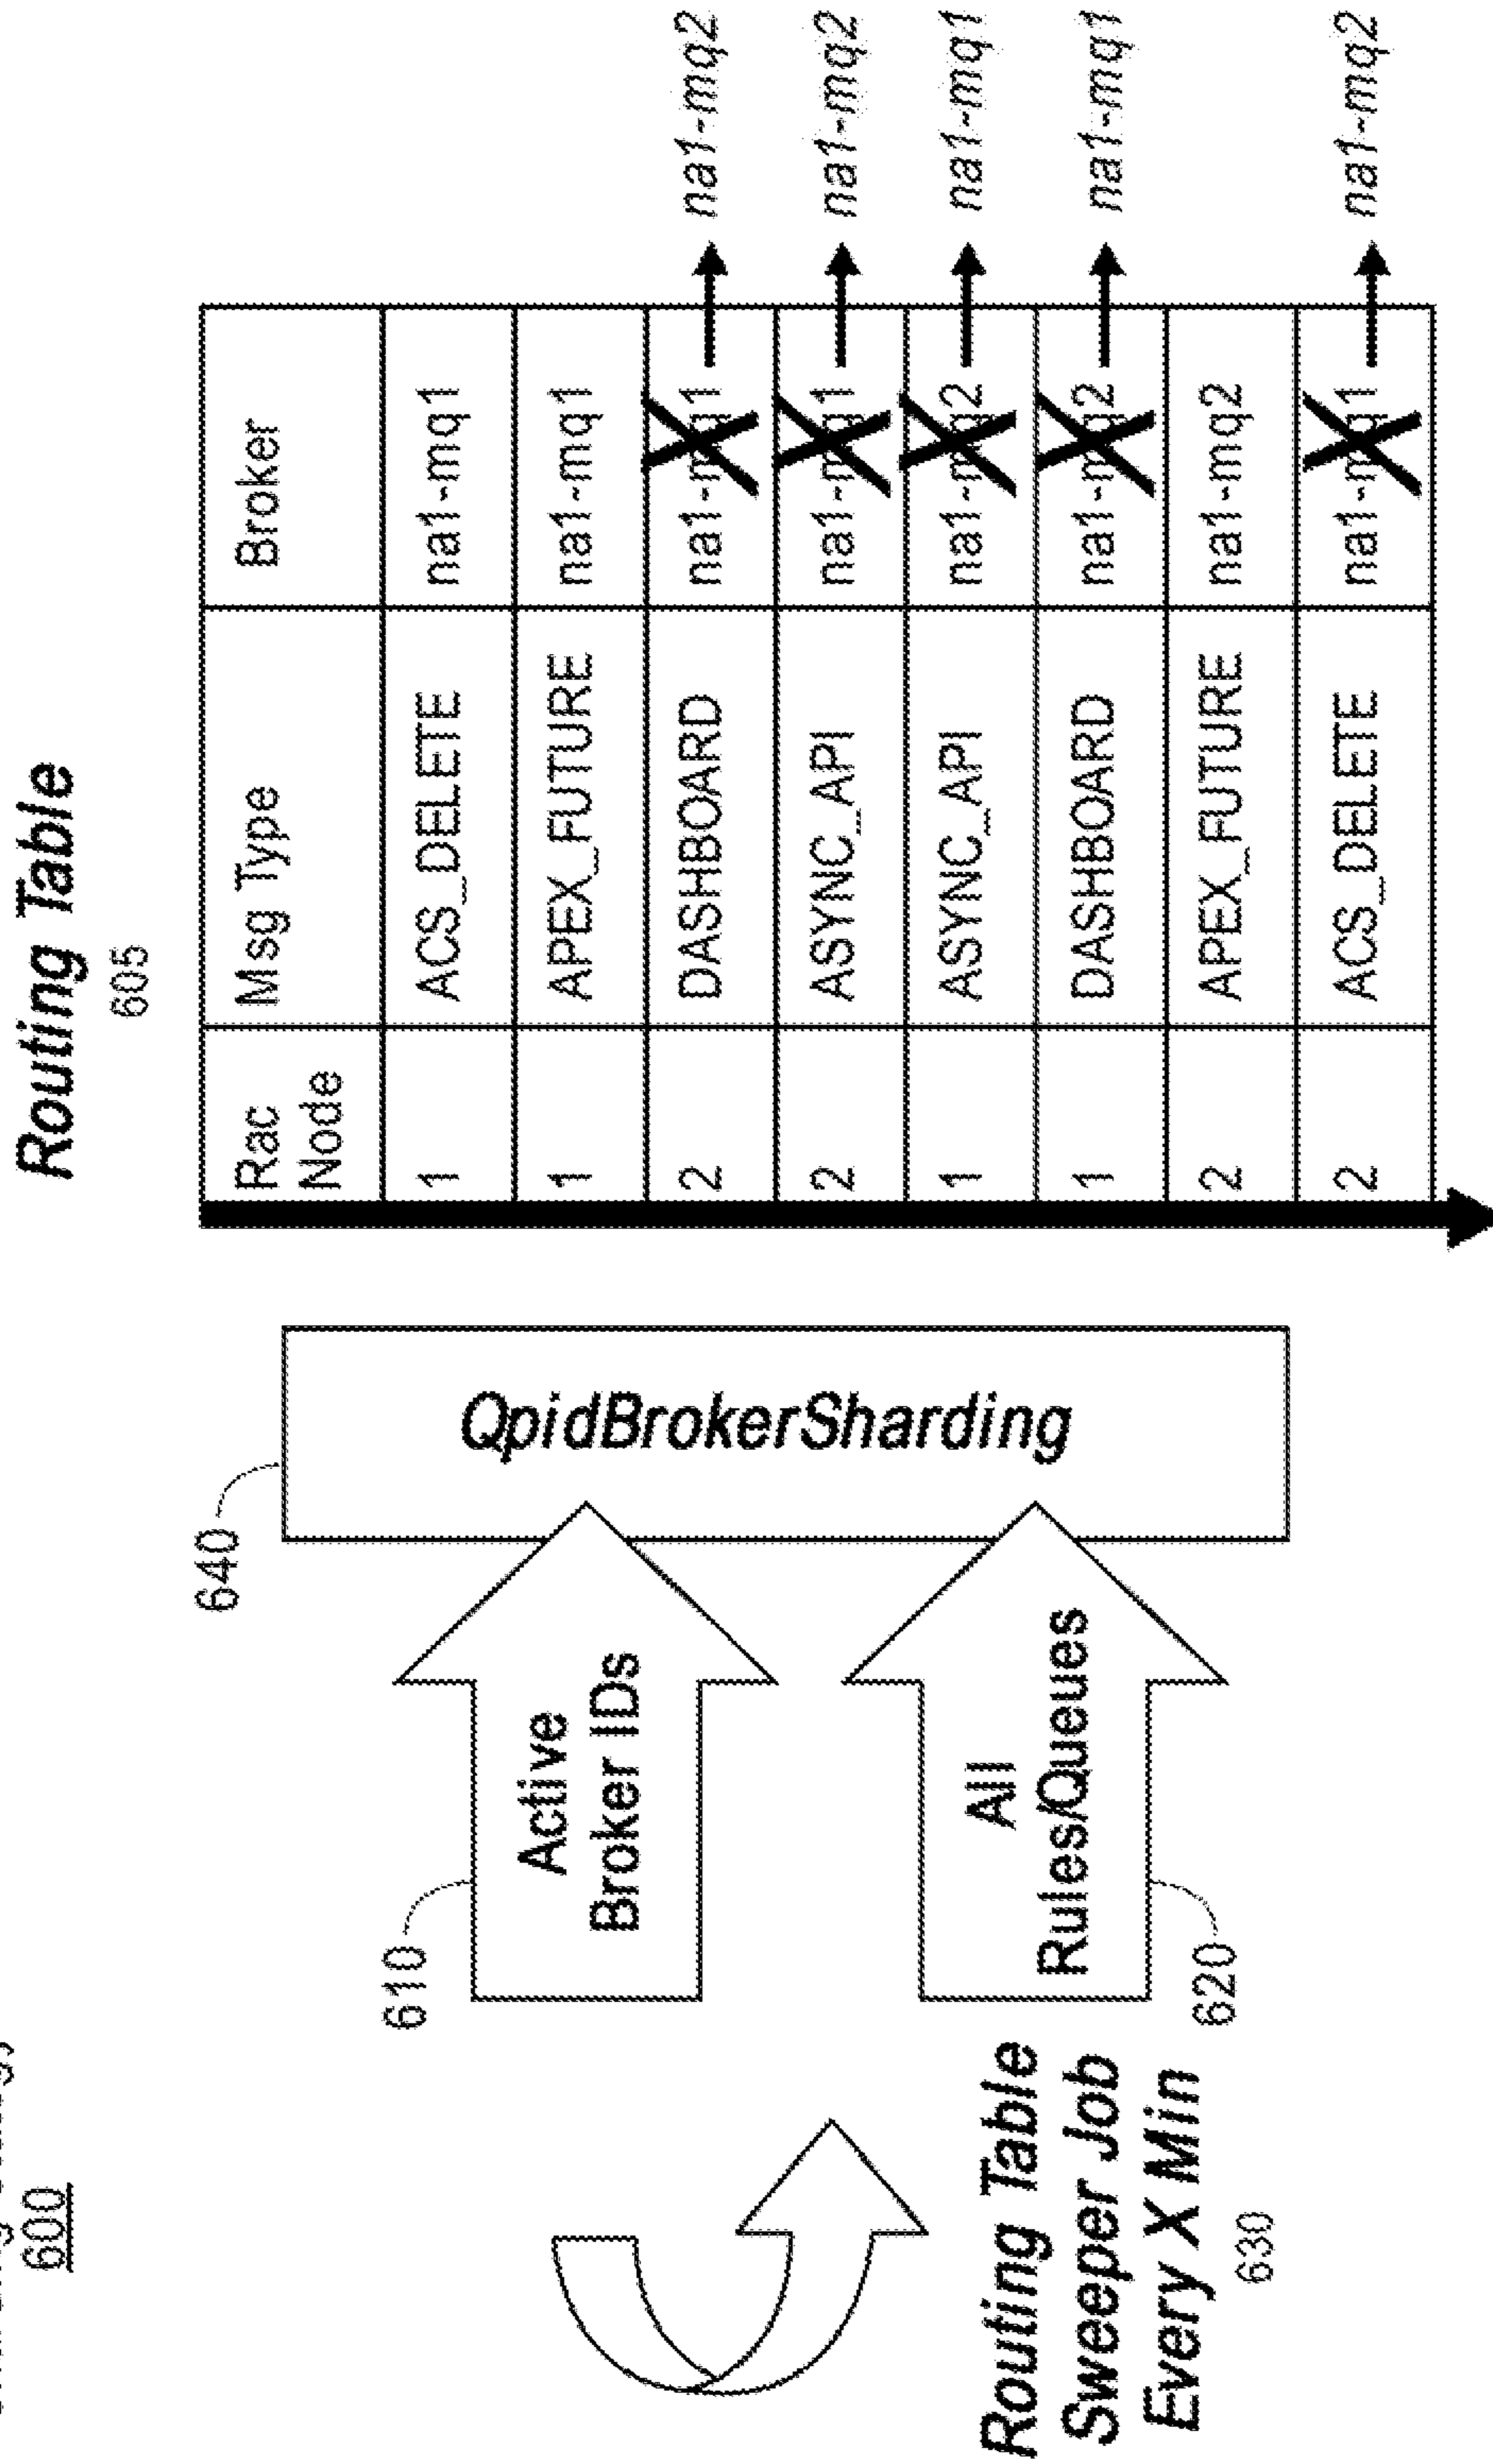 600
Routing Table
605
Rac Node Msg Type Broker
1 ACS_DELETE na1-mq1
1 APEX_FUTURE na1-mq1
2 DASHBOARD na1-mq1 na1-mq2
2 ASYNC_API na1-mq1 na1-mq2
1 ASYNC_API na1-mq2 na1-mq1
1 DASHBOARD na1-mq2 na1-mq1
2 APEX_FUTURE na1-mq2
2 ACS_DELETE na1-mq1 na1-mq2
640
QpidBrokerSharding
610
Active
Broker IDs
All
Rules/Queues
620
Routing Table
Sweeper Job
Every X Min
630